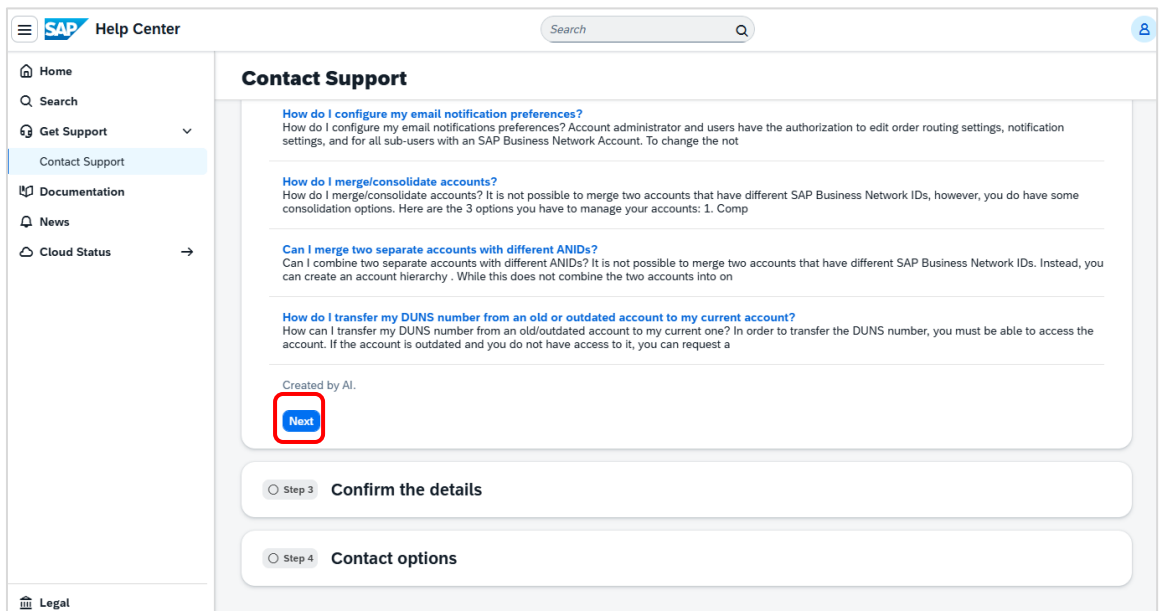 SAP Help Center
Search
Home
Search
Get Support
Contact Support
Documentation
News
Cloud Status
Legal
Contact Support
How do I configure my email notification preferences?
How do I configure my email notifications preferences? Account administrator and users have the authorization to edit order routing settings, notification
settings, and for all sub-users with an SAP Business Network Account. To change the not
How do I merge/consolidate accounts?
How do I merge/consolidate accounts? It is not possible to merge two accounts that have different SAP Business Network IDs, however, you do have some
consolidation options. Here are the 3 options you have to manage your accounts: 1. Comp
Can I merge two separate accounts with different ANIDs?
Can I combine two separate accounts with different ANIDs? It is not possible to merge two accounts that have different SAP Business Network IDs. Instead, you
can create an account hierarchy . While this does not combine the two accounts into on
How do I transfer my DUNS number from an old or outdated account to my current account?
How can I transfer my DUNS number from an old/outdated account to my current one? In order to transfer the DUNS number, you must be able to access the
account. If the account is outdated and you do not have access to it, you can request a
Created by AI.
Next
Step 3 Confirm the details
Step 4 Contact options